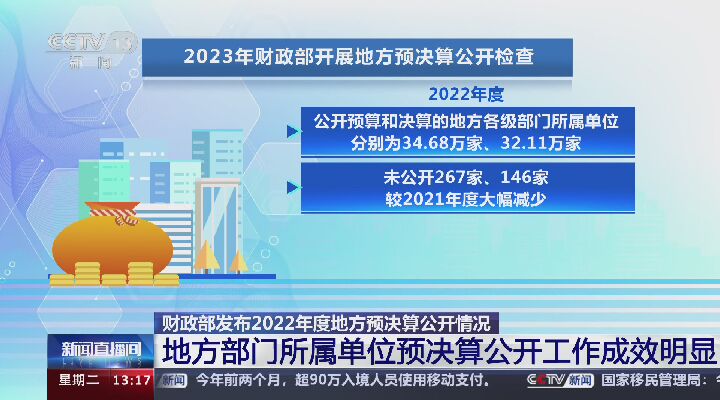 CCTV 13
新闻
2023年财政部开展地方预决算公开检查
2022年度
公开预算和决算的地方各级部门所属单位
分别为34.68万家、32.11万家
未公开267家、146家
较2021年度大幅减少
财政部发布2022年度地方预决算公开情况
新闻直播间
地方部门所属单位预决算公开工作成效明显
星期二 13:17 新闻 今年前两个月，超90万入境人员使用移动支付。 CCTV 新闻 国家移民管理局：